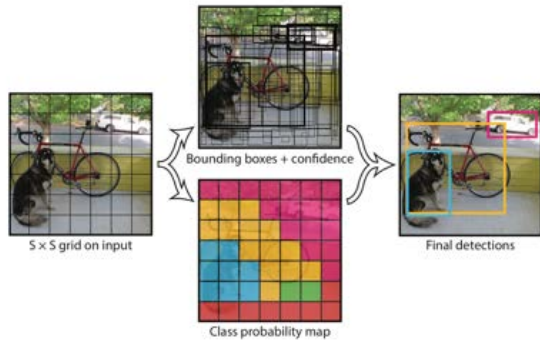 Bounding boxes + confidence
S × S grid on input
Final detections
Class probability map